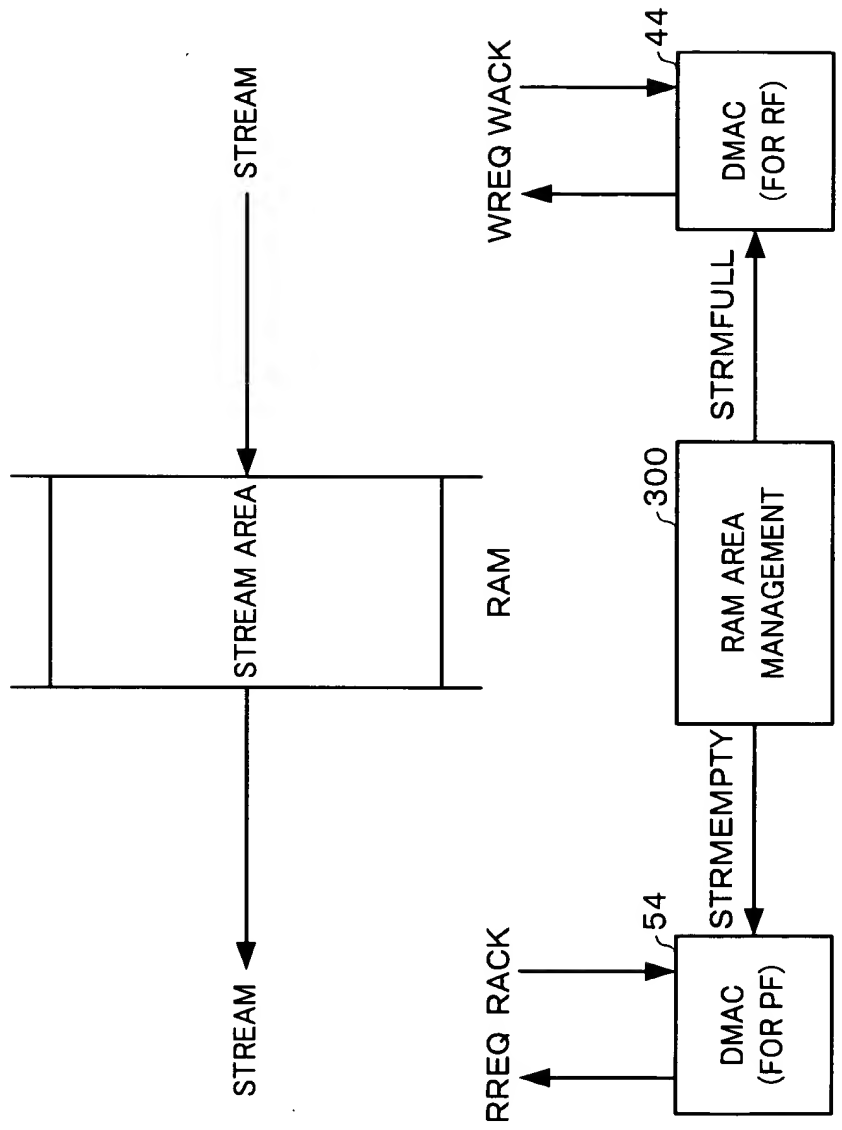 STREAM
STREAM AREA
STREAM
RAM
RREQ RACK
WREQ WACK
54
DMAC
(FOR PF)
STRMEMPTY
300
RAM AREA
MANAGEMENT
STRMFULL
44
DMAC
(FOR RF)